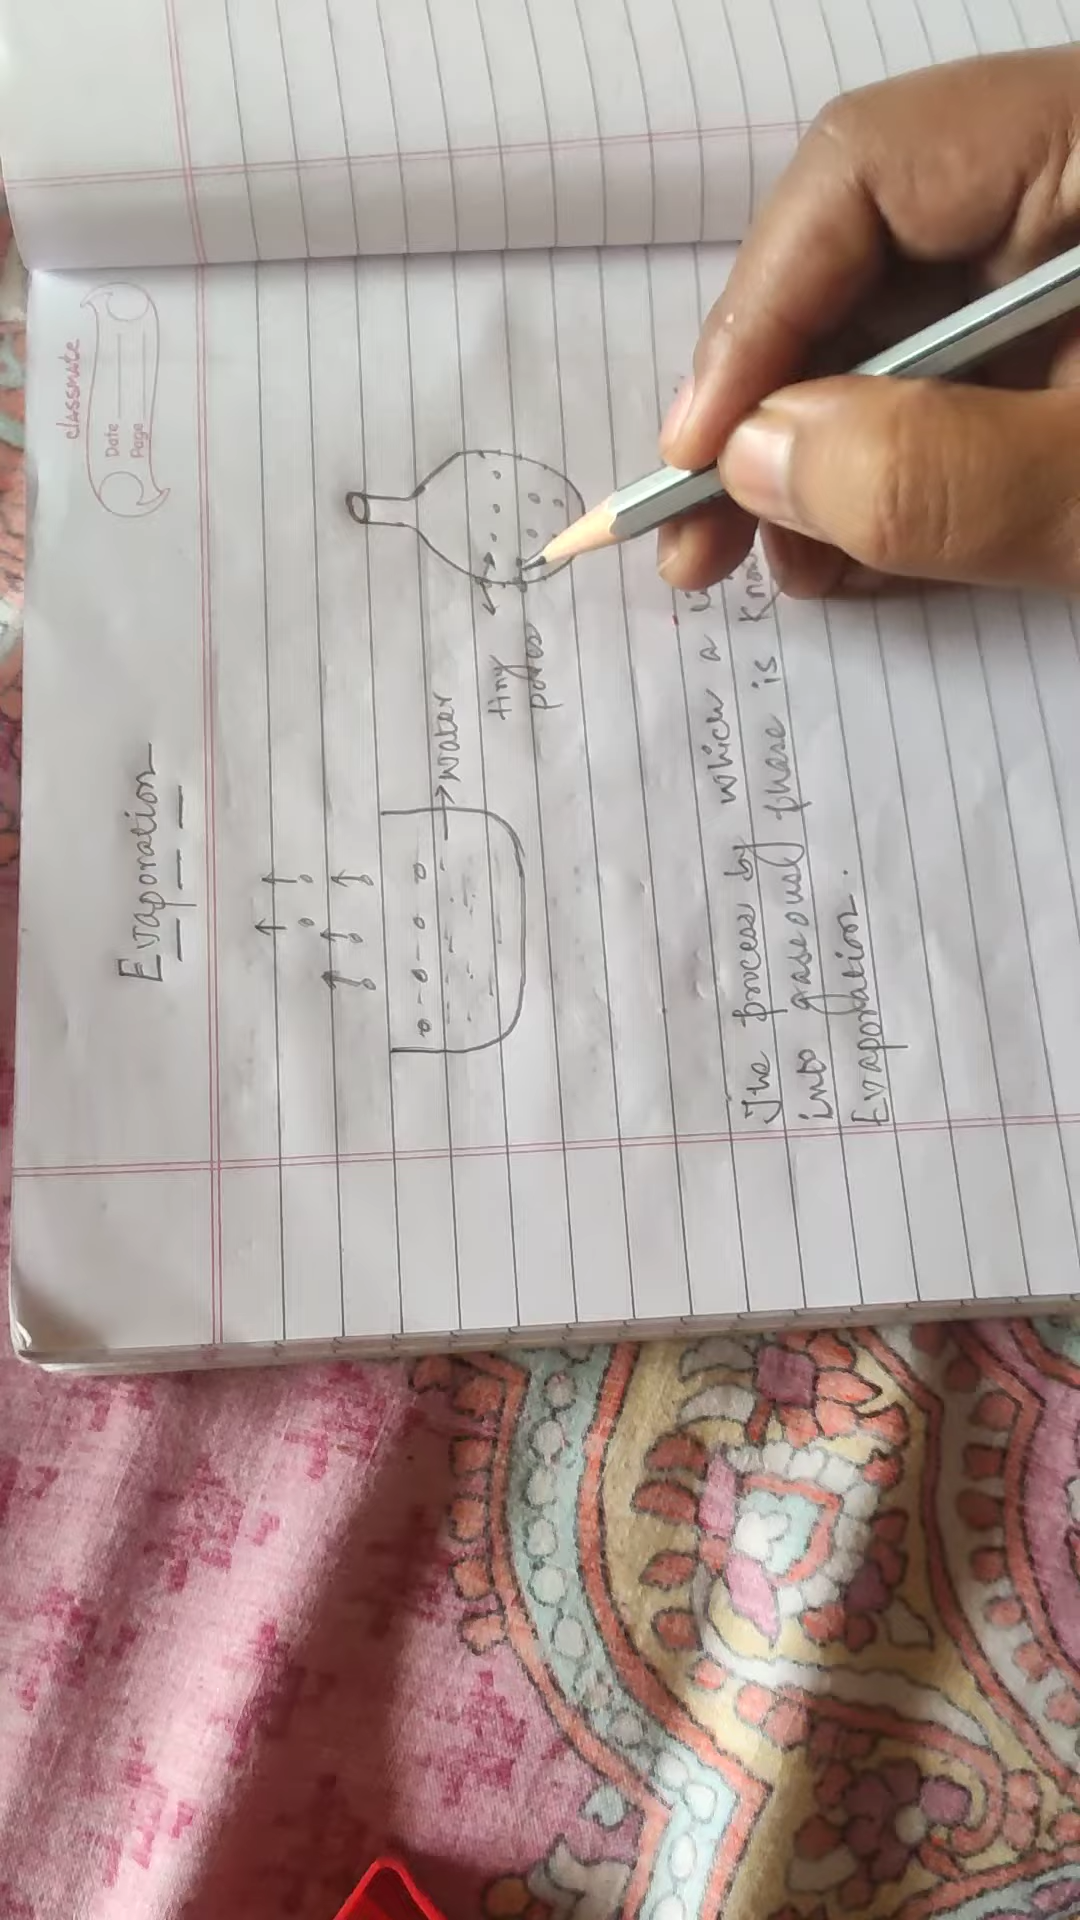 classmate
Date
Page
Evaporation
water
tiny
pores
The process by which a
into gaseous phase is
Evaporation.